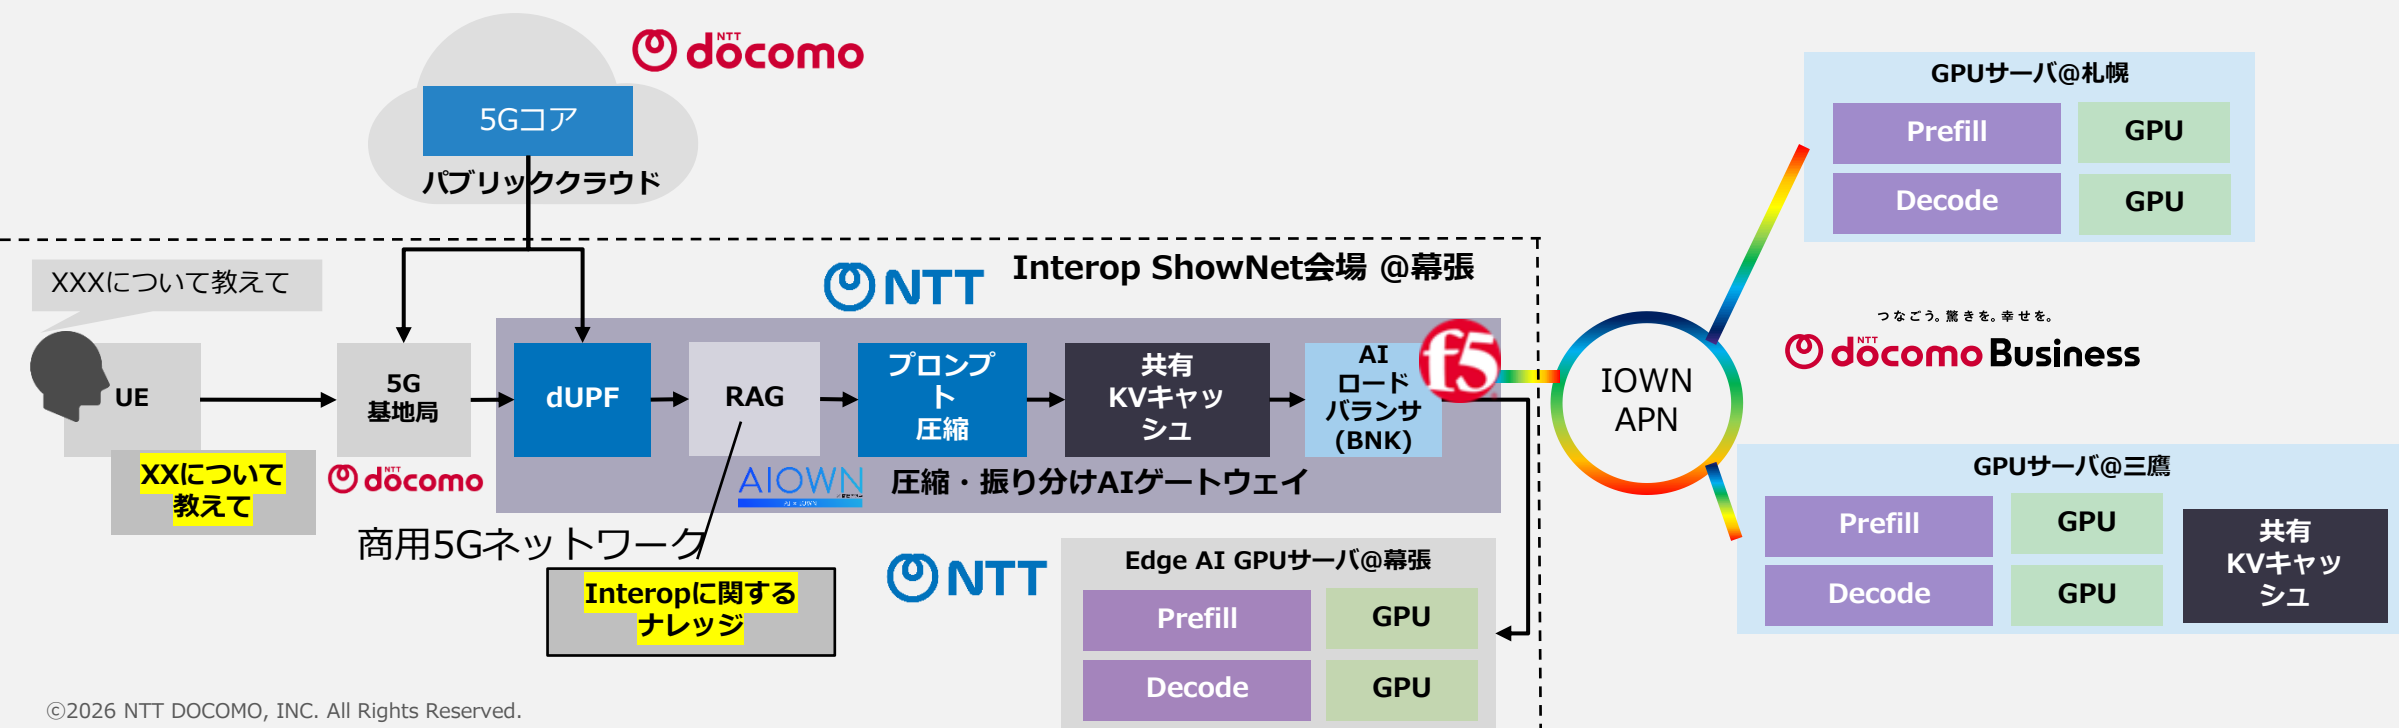 NTT
döcomo
5Gコア
パブリッククラウド
GPUサーバ@札幌
Prefill
GPU
Decode
GPU
XXXについて教えて
NTT
Interop ShowNet会場 @幕張
UE
5G
基地局
dUPF
RAG
プロンプ
ト
圧縮
共有
KVキャッ
シュ
AI
ロード
バランサ
(BNK)
f5
IOWN
APN
つなごう。驚きを。幸せを。
NTT
döcomo Business
XXについて
教えて
NTT
döcomo
AIOWN
圧縮・振り分けAIゲートウェイ
商用5Gネットワーク
Interopに関する
ナレッジ
NTT
Edge AI GPUサーバ@幕張
Prefill
GPU
Decode
GPU
GPUサーバ@三鷹
Prefill
GPU
Decode
GPU
共有
KVキャッ
シュ
©2026 NTT DOCOMO, INC. All Rights Reserved.